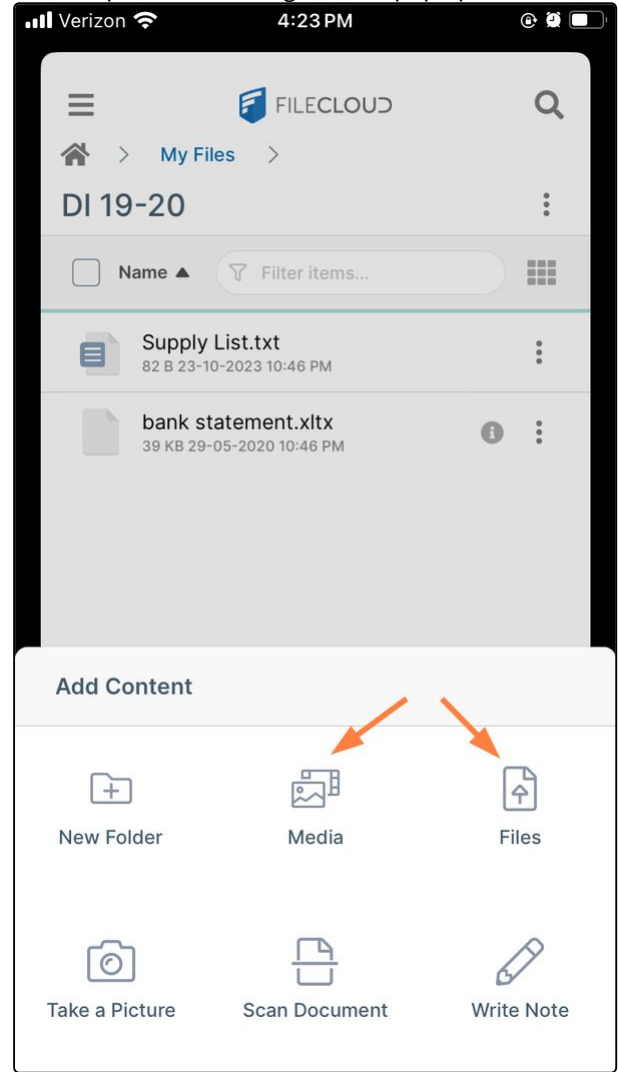 Verizon 4:23 PM
FILECLOUD
> My Files >
DI 19-20
Name ▲ Filter items...
Supply List.txt
82 B 23-10-2023 10:46 PM
bank statement.xltx
39 KB 29-05-2020 10:46 PM
Add Content
New Folder Media Files
Take a Picture Scan Document Write Note